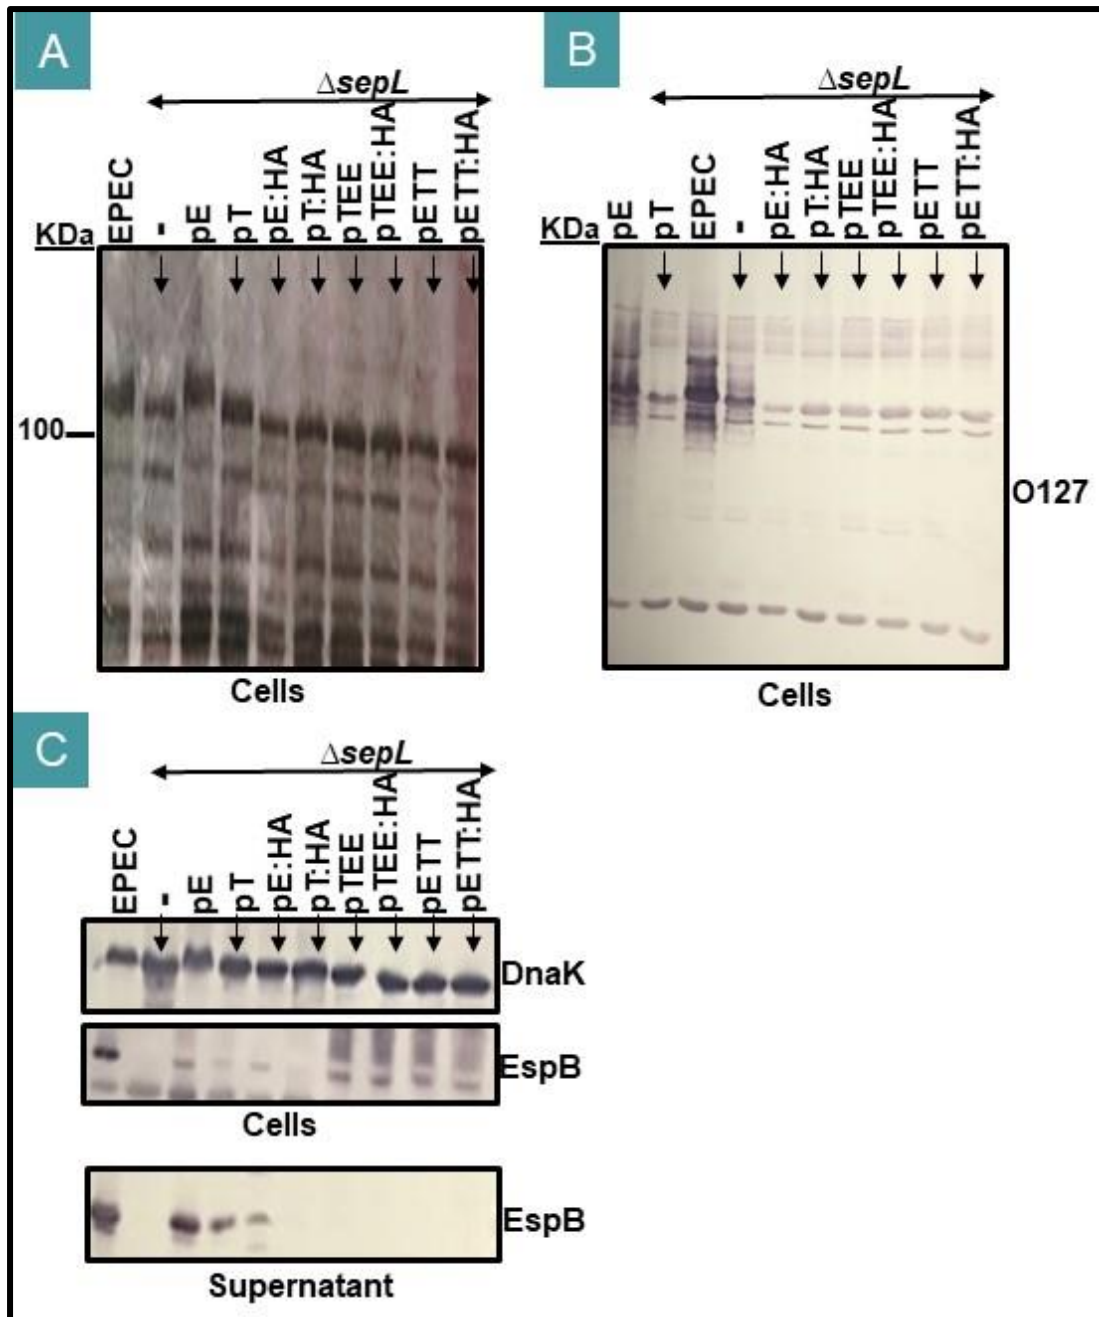 A
ΔsepL
KDa
EPEC
-
pE
pT
pE:HA
pT:HA
pTEE
pTEE:HA
pETT
pETT:HA
100
Cells
B
ΔsepL
KDa
pE
pT
EPEC
-
pE:HA
pT:HA
pTEE
pTEE:HA
pETT
pETT:HA
O127
Cells
C
ΔsepL
EPEC
-
pE
pT
pE:HA
pT:HA
pTEE
pTEE:HA
pETT
pETT:HA
DnaK
EspB
Cells
EspB
Supernatant